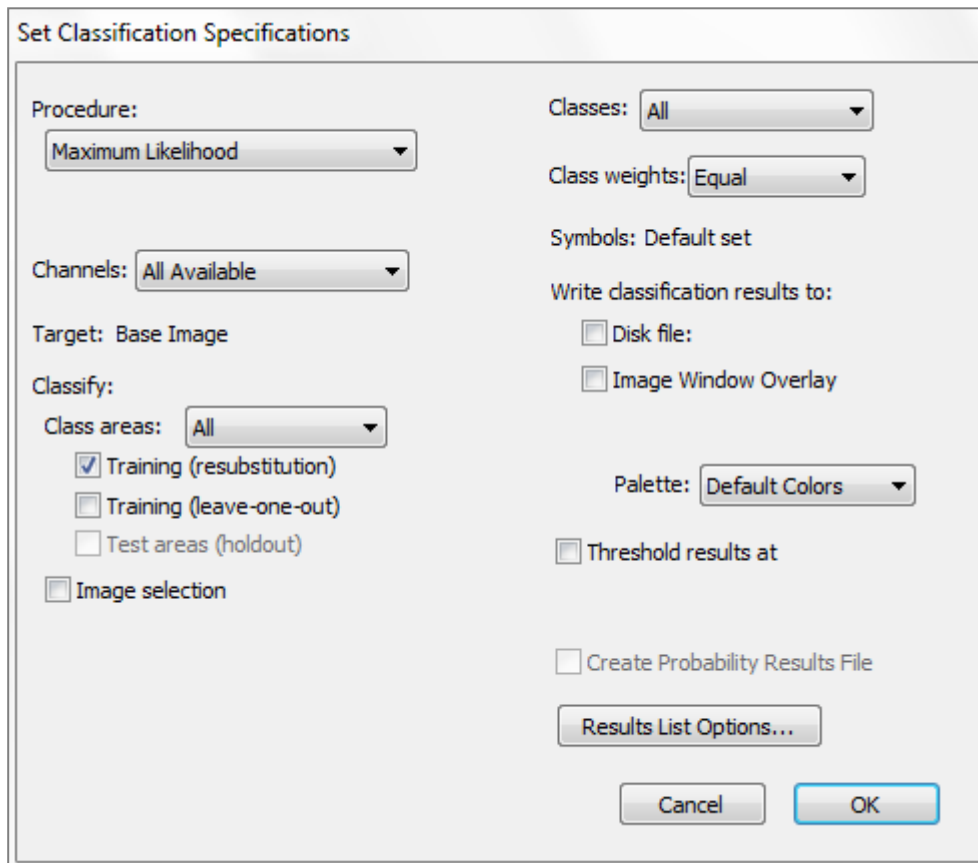 Set Classification Specifications
Procedure:
Maximum Likelihood
Channels: All Available
Target: Base Image
Classify:
Class areas: All
Training (resubstitution)
Training (leave-one-out)
Test areas (holdout)
Image selection
Classes: All
Class weights: Equal
Symbols: Default set
Write classification results to:
Disk file:
Image Window Overlay
Palette: Default Colors
Threshold results at
Create Probability Results File
Results List Options...
Cancel OK